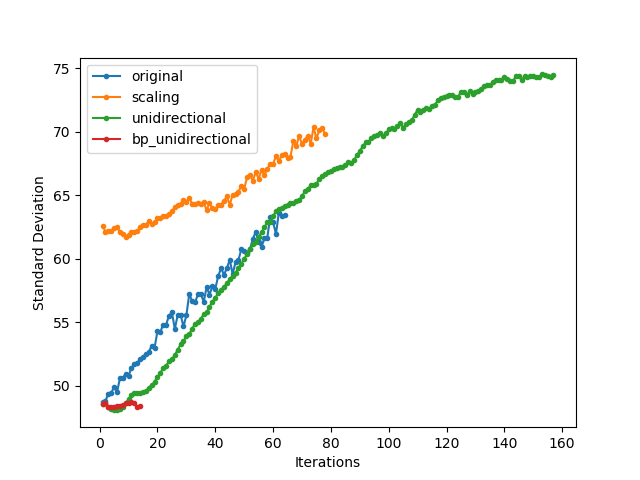 original
scaling
unidirectional
bp_unidirectional
75
70
65
60
55
50
Standard Deviation
0 20 40 60 80 100 120 140 160
Iterations